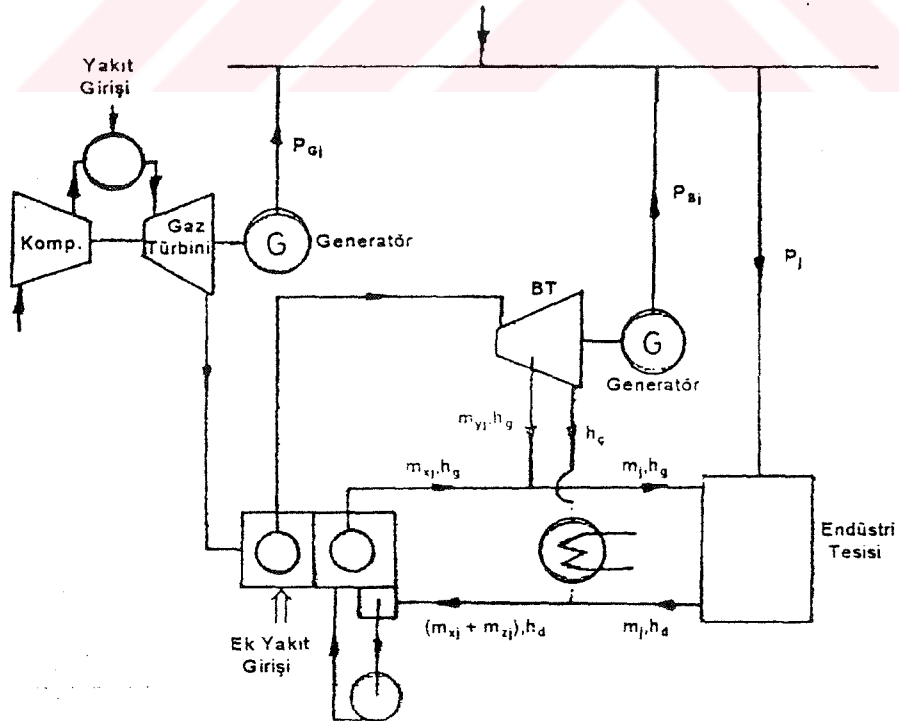 Yakıt
Girişi
P_Gj
P_Bj
P_j
Komp.
Gaz
Türbini
G
Generatör
BT
G
Generatör
m_yj,h_g
h_ç
m_xj,h_g
m_j,h_g
Endüstri
Tesisi
(m_xj + m_zj),h_d
m_j,h_d
Ek Yakıt
Girişi